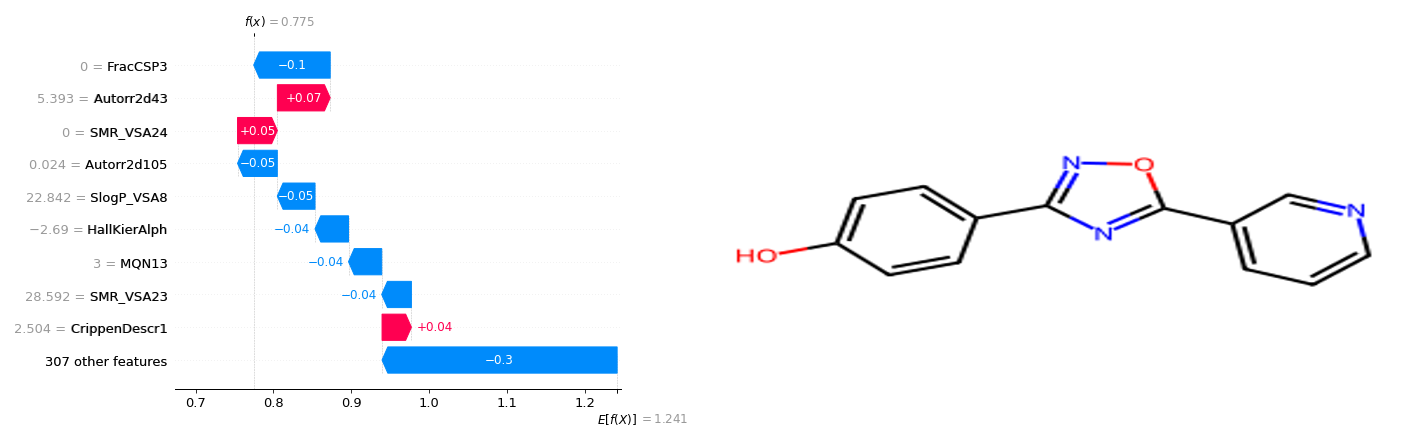 f(x) = 0.775
0 = FracCSP3
−0.1
5.393 = Autorr2d43
+0.07
0 = SMR_VSA24
+0.05
0.024 = Autorr2d105
−0.05
22.842 = SlogP_VSA8
−0.05
−2.69 = HallKierAlph
−0.04
3 = MQN13
−0.04
28.592 = SMR_VSA23
−0.04
2.504 = CrippenDescr1
+0.04
307 other features
−0.3
0.7 0.8 0.9 1.0 1.1 1.2
E[f(X)] = 1.241
N
O
N
N
HO